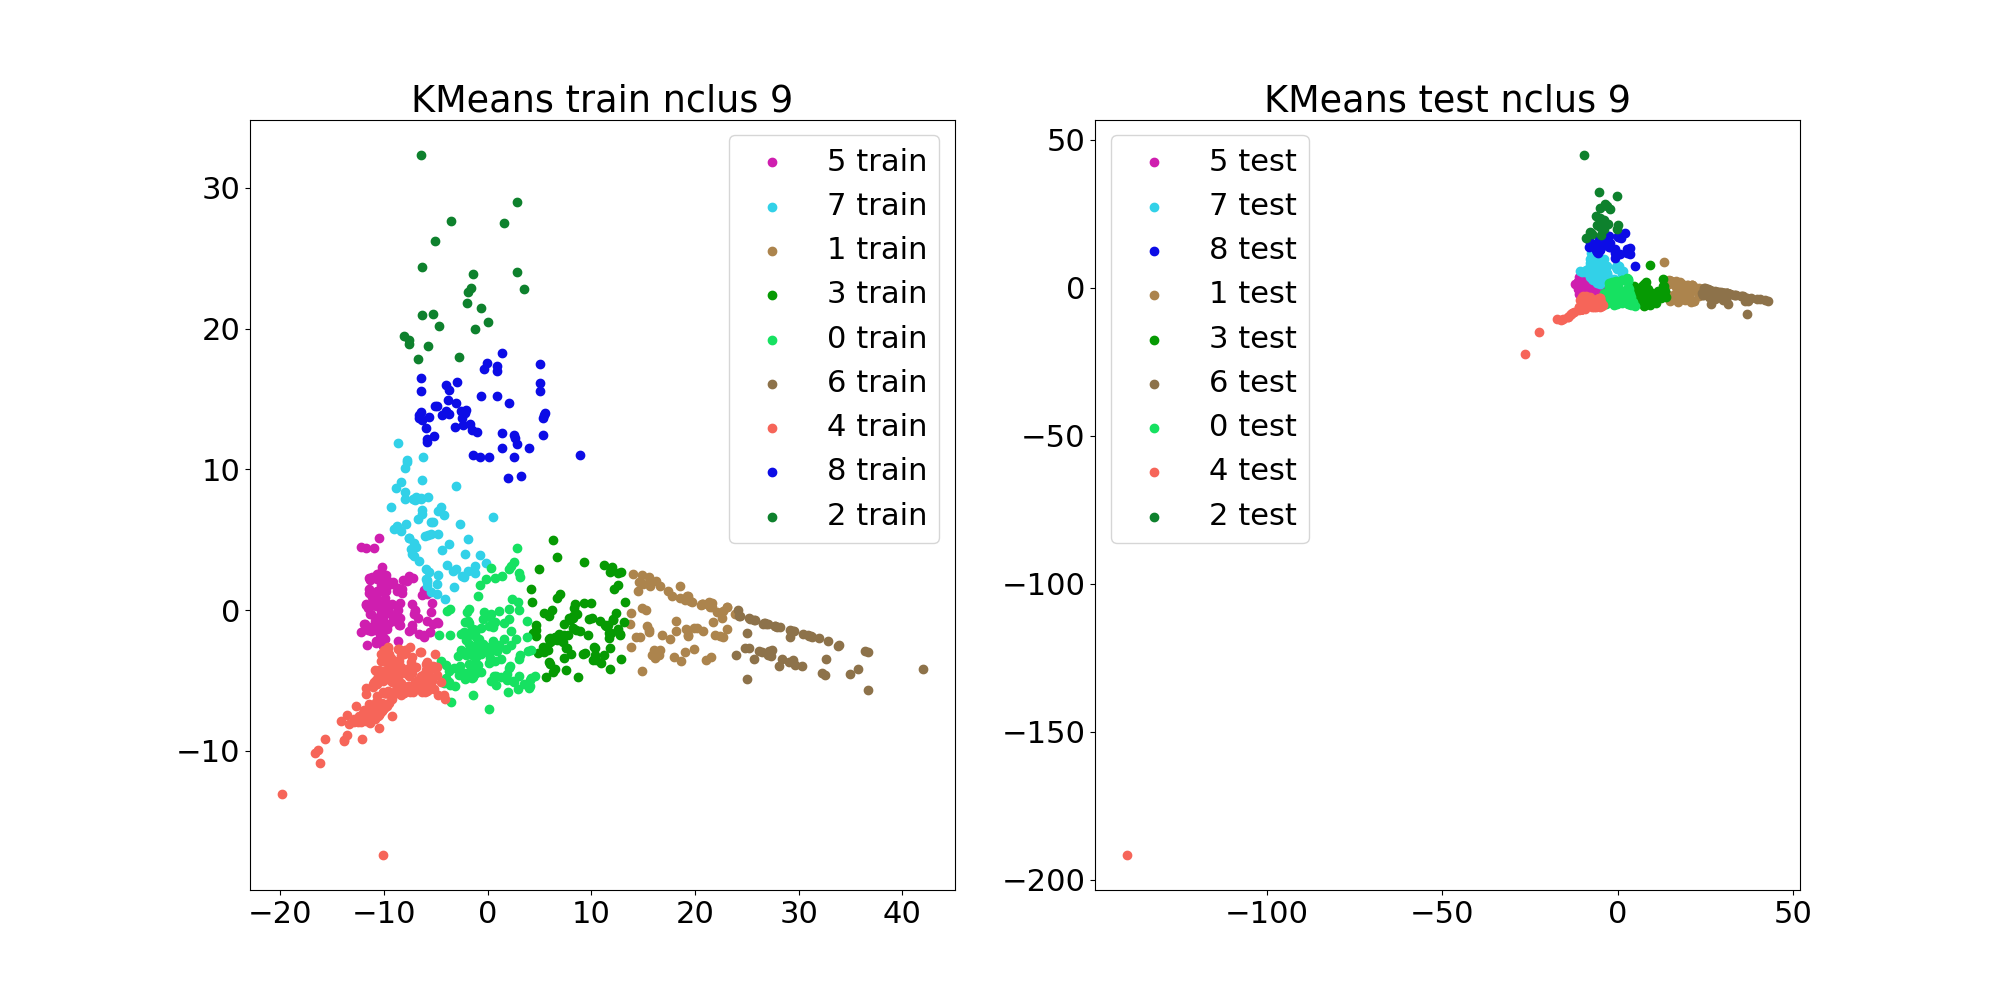 KMeans train nclus 9
30
20
10
0
−10
−20
−10
0
10
20
30
40
5 train
7 train
1 train
3 train
0 train
6 train
4 train
8 train
2 train
KMeans test nclus 9
50
0
−50
−100
−150
−200
−100
−50
0
50
5 test
7 test
8 test
1 test
3 test
6 test
0 test
4 test
2 test